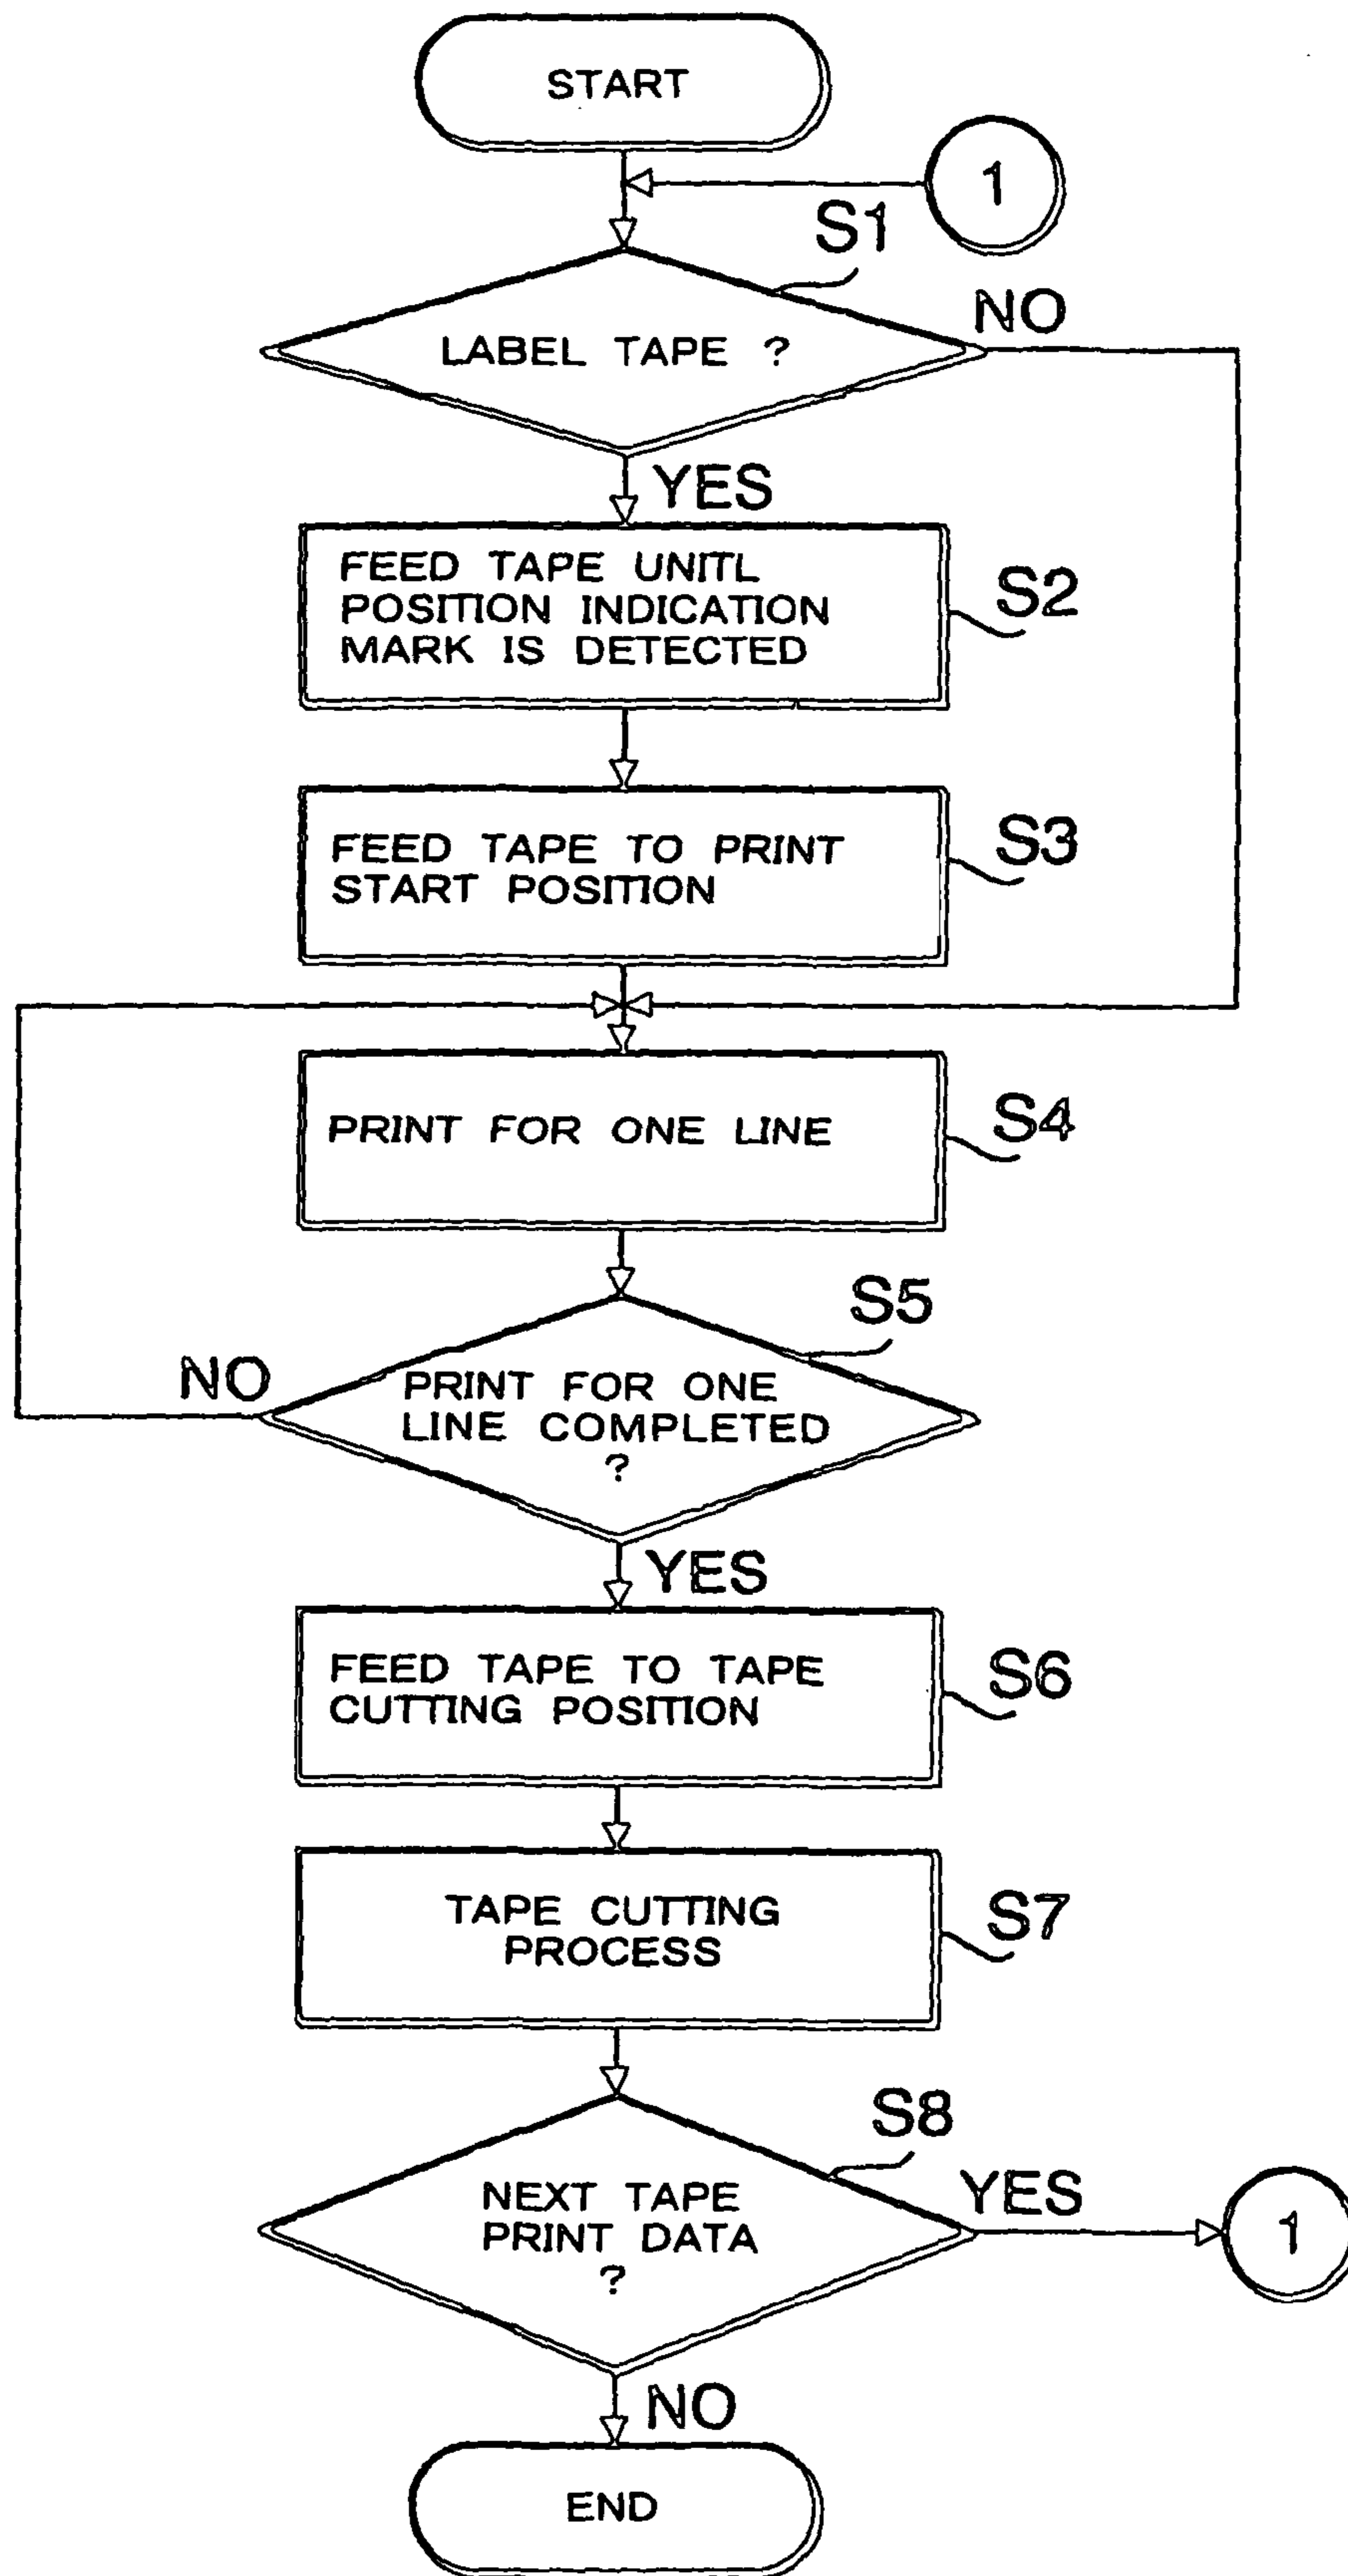 START
1
S1
LABEL TAPE ?
NO
YES
FEED TAPE UNITL
POSITION INDICATION
MARK IS DETECTED
S2
FEED TAPE TO PRINT
START POSITION
S3
PRINT FOR ONE LINE
S4
S5
NO
PRINT FOR ONE
LINE COMPLETED
?
YES
FEED TAPE TO TAPE
CUTTING POSITION
S6
TAPE CUTTING
PROCESS
S7
S8
NEXT TAPE
PRINT DATA
?
YES
1
NO
END